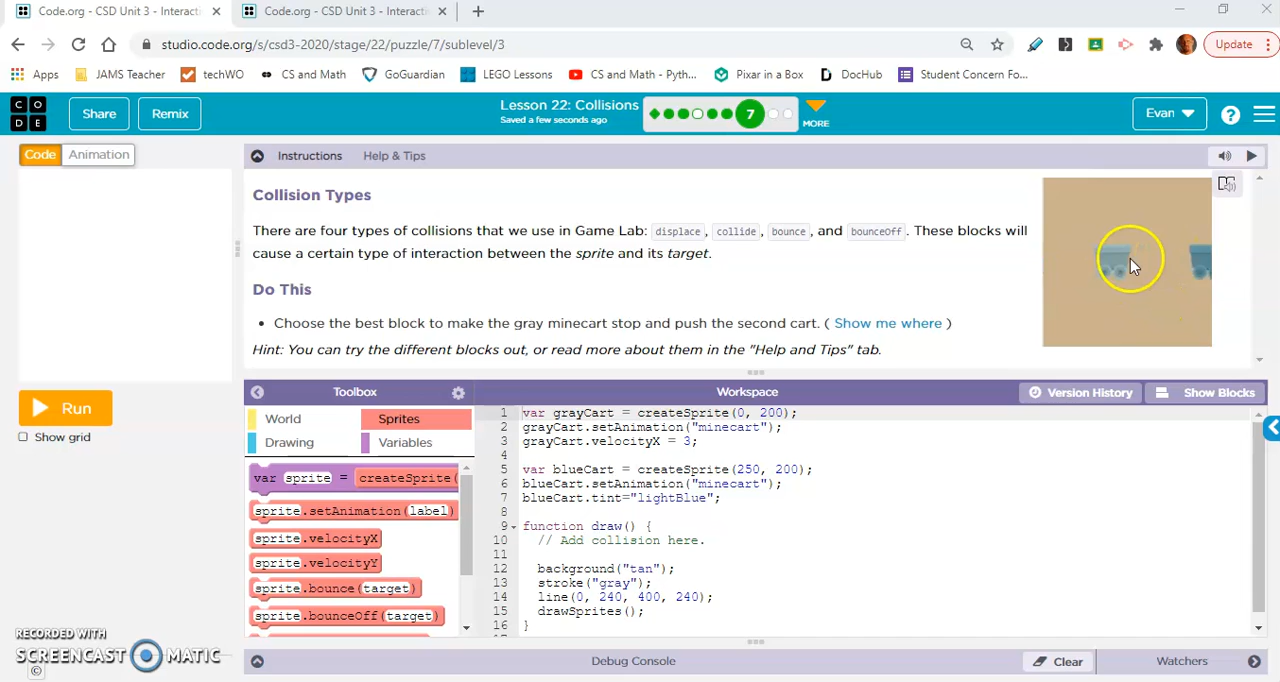 Code.org - CSD Unit 3 - Interacti × Code.org - CSD Unit 3 - Interacti × +
studio.code.org/s/csd3-2020/stage/22/puzzle/7/sublevel/3 Update
Apps JAMS Teacher techWO CS and Math GoGuardian LEGO Lessons CS and Math - Pyth... Pixar in a Box DocHub Student Concern Fo...
C O D E Share Remix Lesson 22: Collisions 7 MORE Evan ?
Saved a few seconds ago
Code Animation Instructions Help & Tips
Collision Types
There are four types of collisions that we use in Game Lab: displace, collide, bounce, and bounceOff. These blocks will
cause a certain type of interaction between the sprite and its target.
Do This
• Choose the best block to make the gray minecart stop and push the second cart. ( Show me where )
Hint: You can try the different blocks out, or read more about them in the "Help and Tips" tab.
Run
Show grid
Toolbox Workspace Version History Show Blocks
World Sprites
Drawing Variables
var sprite = createSprite(
sprite.setAnimation(label)
sprite.velocityX
sprite.velocityY
sprite.bounce(target)
sprite.bounceOff(target)
1 var grayCart = createSprite(0, 200);
2 grayCart.setAnimation("minecart");
3 grayCart.velocityX = 3;
4
5 var blueCart = createSprite(250, 200);
6 blueCart.setAnimation("minecart");
7 blueCart.tint="lightBlue";
8
9 function draw() {
10 // Add collision here.
11
12 background("tan");
13 stroke("gray");
14 line(0, 240, 400, 240);
15 drawSprites();
16 }
RECORDED WITH
SCREENCAST MATIC
©
Debug Console Clear Watchers